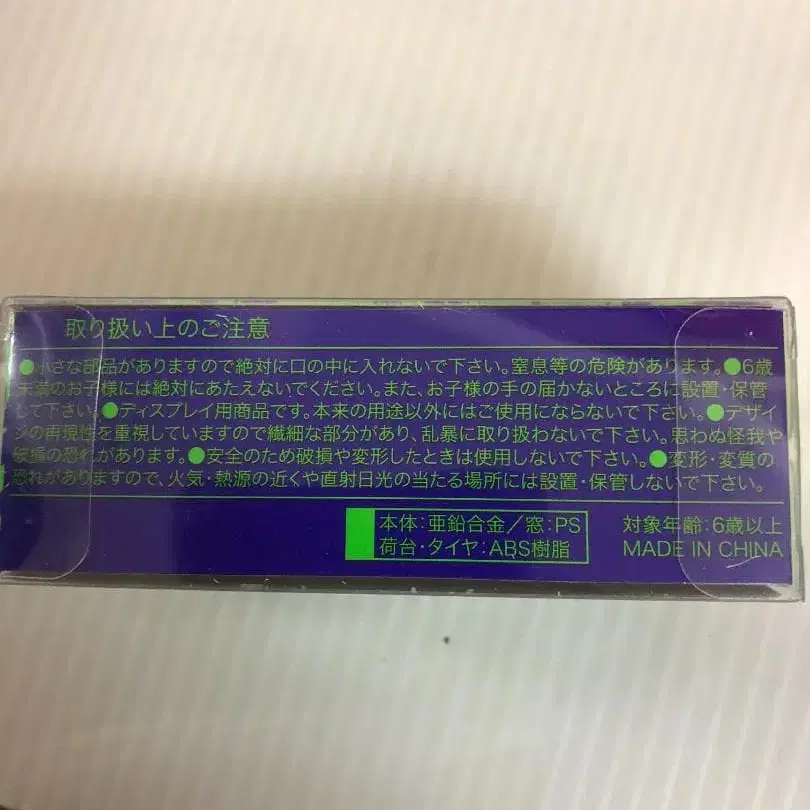 取り扱い上のご注意
●小さな部品がありますので絶対に口の中に入れないで下さい。窒息等の危険があります。●6歳
未満のお子様には絶対にあたえないでください。また、お子様の手の届かないところに設置・保管
して下さい。●ディスプレイ用商品です。本来の用途以外にはご使用にならないで下さい。●デザイ
ンの再現性を重視していますので繊細な部分があり、乱暴に取り扱わないで下さい。思わぬ怪我や
破損の恐れがあります。●安全のため破損や変形したときは使用しないで下さい。●変形・変質の
恐れがありますので、火気・熱源の近くや直射日光の当たる場所には設置・保管しないで下さい。
本体：亜鉛合金／窓：PS
荷台・タイヤ：ABS樹脂
対象年齢：6歳以上
MADE IN CHINA